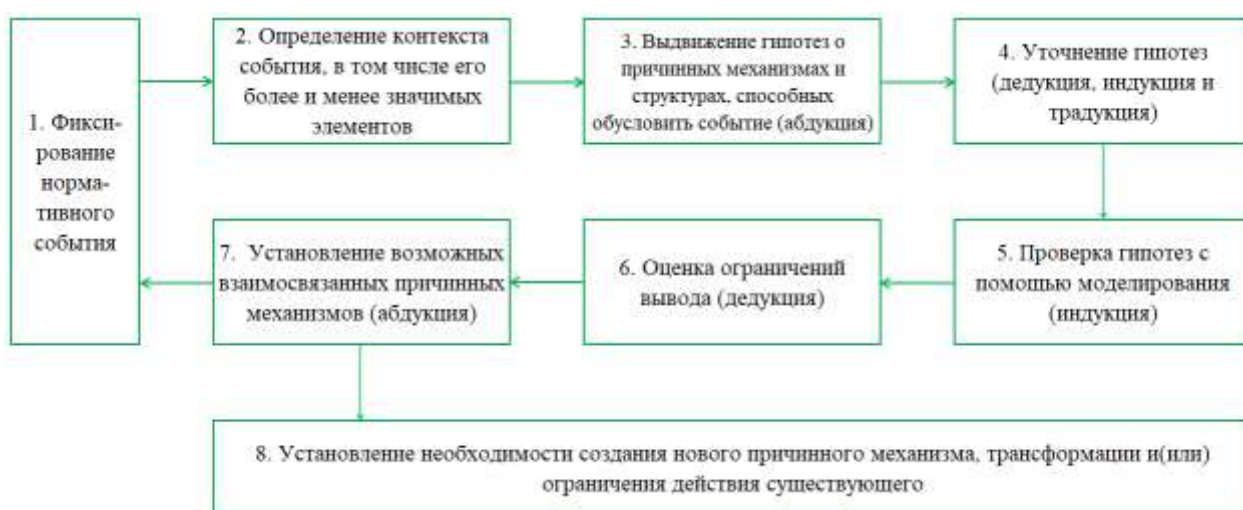 1. Фикси-
рование
норма-
тивного
события
2. Определение контекста
события, в том числе его
более и менее значимых
элементов
3. Выдвижение гипотез о
причинных механизмах и
структурах, способных
обусловить событие (абдукция)
4. Уточнение гипотез
(дедукция, индукция и
традукция)
5. Проверка гипотез с
помощью моделирования
(индукция)
6. Оценка ограничений
вывода (дедукция)
7. Установление возможных
взаимосвязанных причинных
механизмов (абдукция)
8. Установление необходимости создания нового причинного механизма, трансформации и(или)
ограничения действия существующего